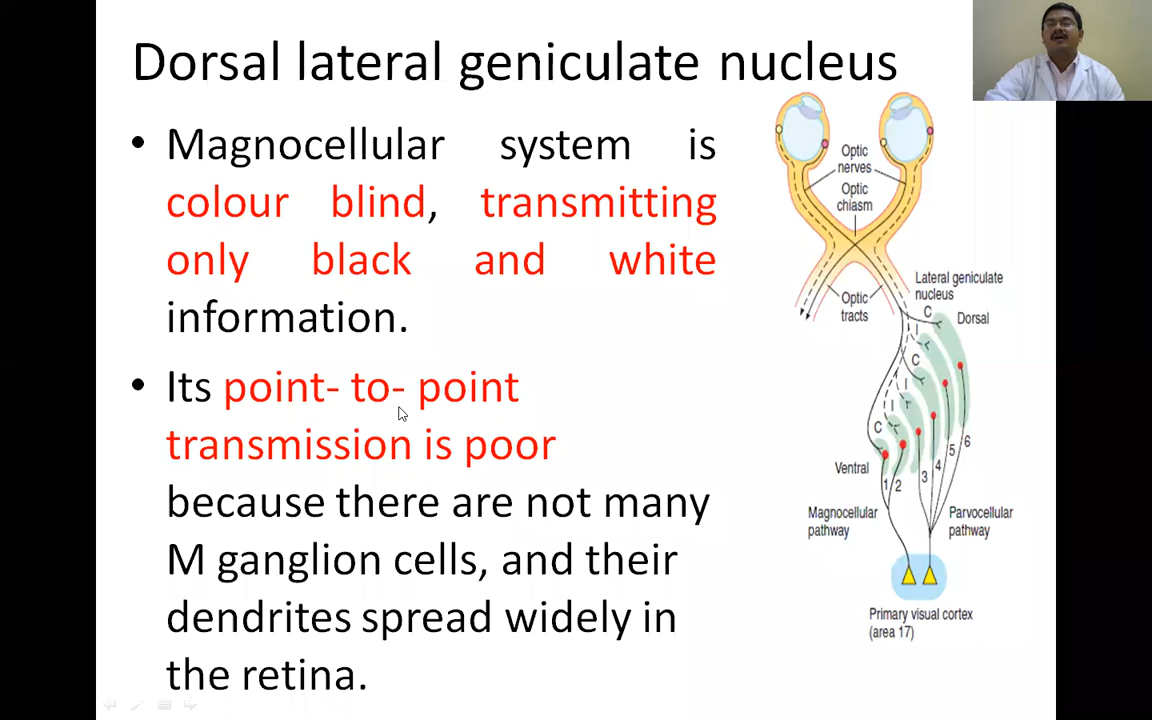 Dorsal lateral geniculate nucleus
• Magnocellular system is
colour blind, transmitting
only black and white
information.
• Its point- to- point
transmission is poor
because there are not many
M ganglion cells, and their
dendrites spread widely in
the retina.
Optic
nerves
Optic
chiasm
Optic
tracts
Lateral geniculate
nucleus
C
Dorsal
I
C
I
I
C
I
Ventral
1 2 3 4 5 6
Magnocellular
pathway
Parvocellular
pathway
Primary visual cortex
(area 17)